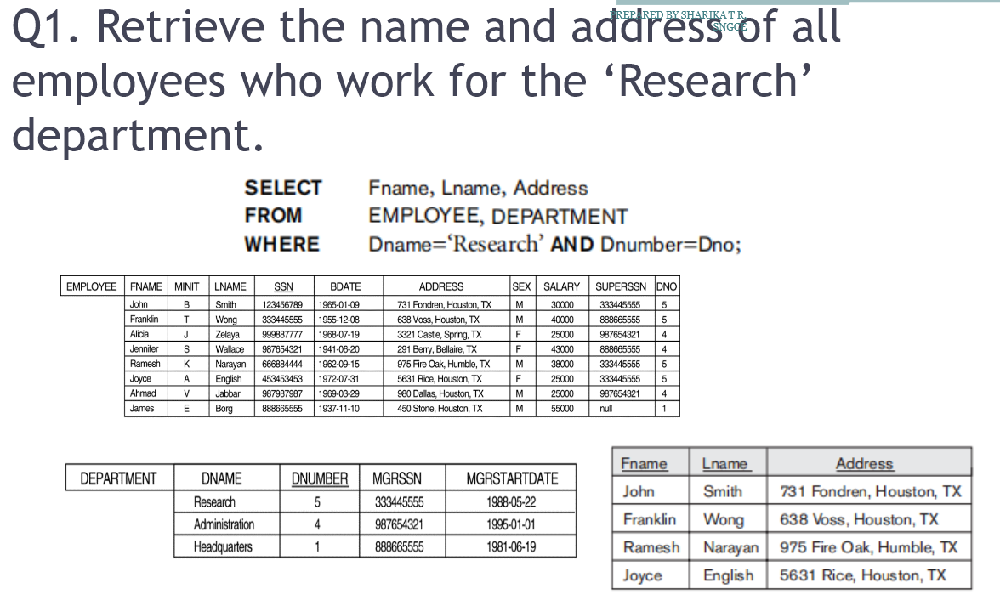 PREPARED BY SHARIKA T R,
SNGCE
Q1. Retrieve the name and address of all
employees who work for the ‘Research’
department.
SELECT Fname, Lname, Address
FROM EMPLOYEE, DEPARTMENT
WHERE Dname=‘Research’ AND Dnumber=Dno;
EMPLOYEE FNAME MINIT LNAME SSN BDATE ADDRESS SEX SALARY SUPERSSN DNO
John B Smith 123456789 1965-01-09 731 Fondren, Houston, TX M 30000 333445555 5
Franklin T Wong 333445555 1955-12-08 638 Voss, Houston, TX M 40000 888665555 5
Alicia J Zelaya 999887777 1968-07-19 3321 Castle, Spring, TX F 25000 987654321 4
Jennifer S Wallace 987654321 1941-06-20 291 Berry, Bellaire, TX F 43000 888665555 4
Ramesh K Narayan 666884444 1962-09-15 975 Fire Oak, Humble, TX M 38000 333445555 5
Joyce A English 453453453 1972-07-31 5631 Rice, Houston, TX F 25000 333445555 5
Ahmad V Jabbar 987987987 1969-03-29 980 Dallas, Houston, TX M 25000 987654321 4
James E Borg 888665555 1937-11-10 450 Stone, Houston, TX M 55000 null 1
DEPARTMENT DNAME DNUMBER MGRSSN MGRSTARTDATE
Research 5 333445555 1988-05-22
Administration 4 987654321 1995-01-01
Headquarters 1 888665555 1981-06-19
Fname Lname Address
John Smith 731 Fondren, Houston, TX
Franklin Wong 638 Voss, Houston, TX
Ramesh Narayan 975 Fire Oak, Humble, TX
Joyce English 5631 Rice, Houston, TX